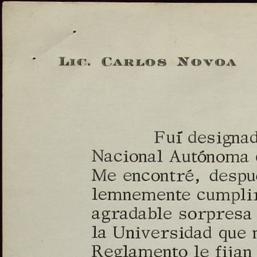 LIC. CARLOS NOVOA
Fuí designad
Nacional Autónoma
Me encontré, despu
lemnemente cumplir
agradable sorpresa
la Universidad que
Reglamento le fijan